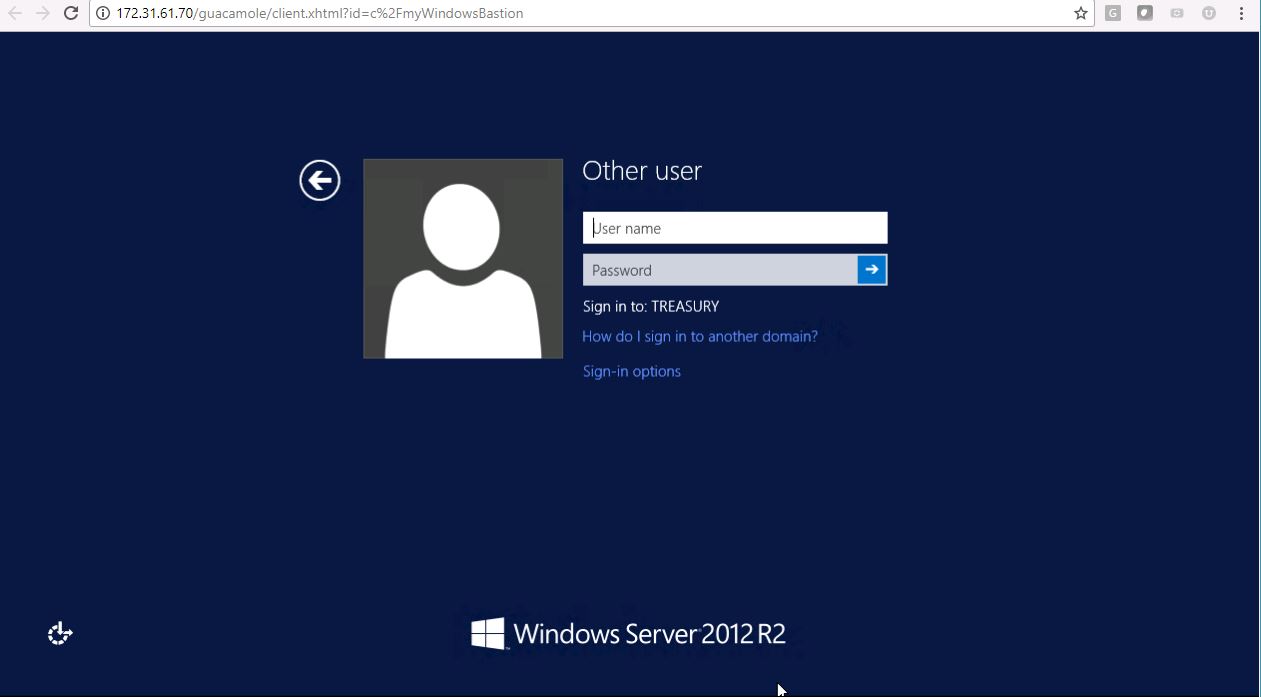 172.31.61.70/guacamole/client.xhtml?id=c%2FmyWindowsBastion
G
U
Other user
User name
Password
Sign in to: TREASURY
How do I sign in to another domain?
Sign-in options
Windows Server 2012 R2